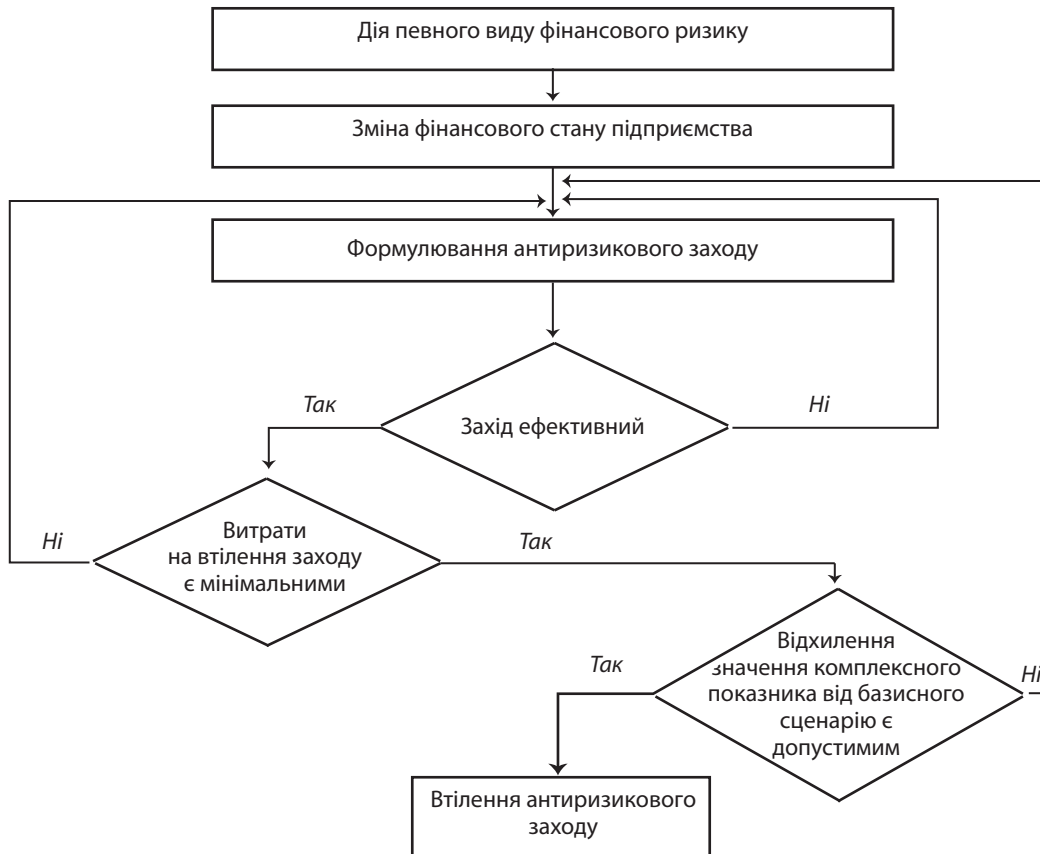 Дія певного виду фінансового ризику
Зміна фінансового стану підприємства
Формулювання антиризикового заходу
Так
Ні
Захід ефективний
Ні
Витрати
на втілення заходу
є мінімальними
Так
Так
Відхилення
значення комплексного
показника від базисного
сценарію є
допустимим
Ні
Втілення антиризикового
заходу